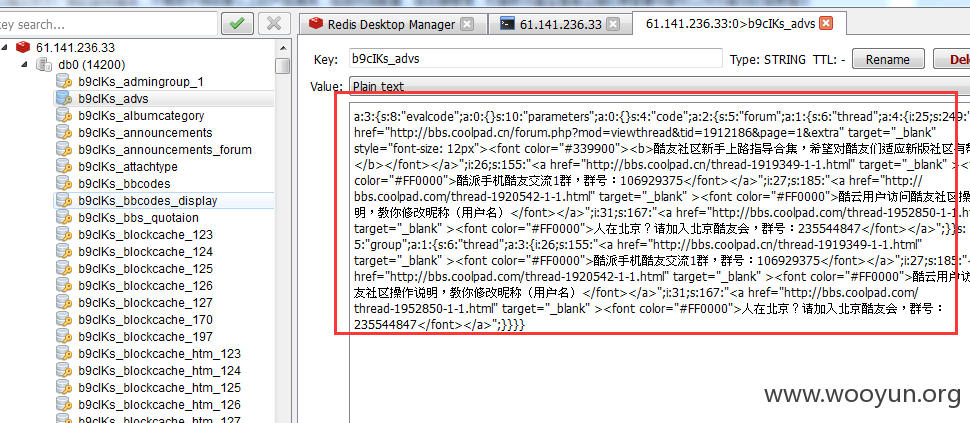 key search...
61.141.236.33
db0 (14200)
b9cIKs_admingroup_1
b9cIKs_advs
b9cIKs_albumcategory
b9cIKs_announcements
b9cIKs_announcements_forum
b9cIKs_attachtype
b9cIKs_bbcodes
b9cIKs_bbcodes_display
b9cIKs_bbs_quotaion
b9cIKs_blockcache_123
b9cIKs_blockcache_124
b9cIKs_blockcache_125
b9cIKs_blockcache_126
b9cIKs_blockcache_127
b9cIKs_blockcache_170
b9cIKs_blockcache_197
b9cIKs_blockcache_htm_123
b9cIKs_blockcache_htm_124
b9cIKs_blockcache_htm_125
b9cIKs_blockcache_htm_126
b9cIKs_blockcache_htm_127
Redis Desktop Manager
61.141.236.33
61.141.236.33:0>b9cIKs_advs
Key: b9cIKs_advs Type: STRING TTL: - Rename
Value: Plain text
a:3:{s:8:"evalcode";a:0:{}s:10:"parameters";a:0:{}s:4:"code";a:2:{s:5:"forum";a:1:{s:6:"thread";a:4:{i:25;s:249:"
href="http://bbs.coolpad.cn/forum.php?mod=viewthread&tid=1912186&page=1&extra" target="_blank"
style="font-size: 12px"><font color="#339900"><b>酷友社区新手上路指导合集，希望对酷友们适应新版社区有
</b></font></a>";i:26;s:155:"<a href="http://bbs.coolpad.cn/thread-1919349-1-1.html" target="_blank" ><font
color="#FF0000">酷派手机酷友交流1群，群号：106929375</font></a>";i:27;s:185:"<a href="http://
bbs.coolpad.com/thread-1920542-1-1.html" target="_blank" ><font color="#FF0000">酷云用户访问酷友社区操
明，教你修改昵称（用户名）</font></a>";i:31;s:167:"<a href="http://bbs.coolpad.com/thread-1952850-1-1.htm
target="_blank" ><font color="#FF0000">人在北京？请加入北京酷友会，群号：235544847</font></a>";}}s:
5:"group";a:1:{s:6:"thread";a:3:{i:26;s:155:"<a href="http://bbs.coolpad.cn/thread-1919349-1-1.html"
target="_blank" ><font color="#FF0000">酷派手机酷友交流1群，群号：106929375</font></a>";i:27;s:185:"
href="http://bbs.coolpad.com/thread-1920542-1-1.html" target="_blank" ><font color="#FF0000">酷云用户访
友社区操作说明，教你修改昵称（用户名）</font></a>";i:31;s:167:"<a href="http://bbs.coolpad.com/
thread-1952850-1-1.html" target="_blank" ><font color="#FF0000">人在北京？请加入北京酷友会，群号：
235544847</font></a>";}}}}
www.wooyun.org